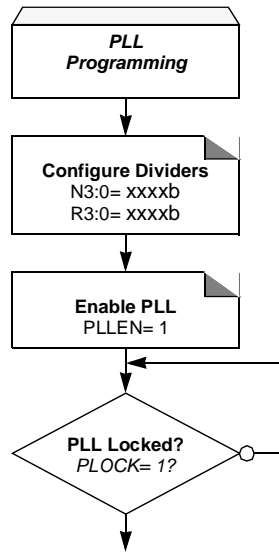 PLL
Programming
Configure Dividers
N3:0= xxxxb
R3:0= xxxxb
Enable PLL
PLLEN= 1
PLL Locked?
PLOCK= 1?